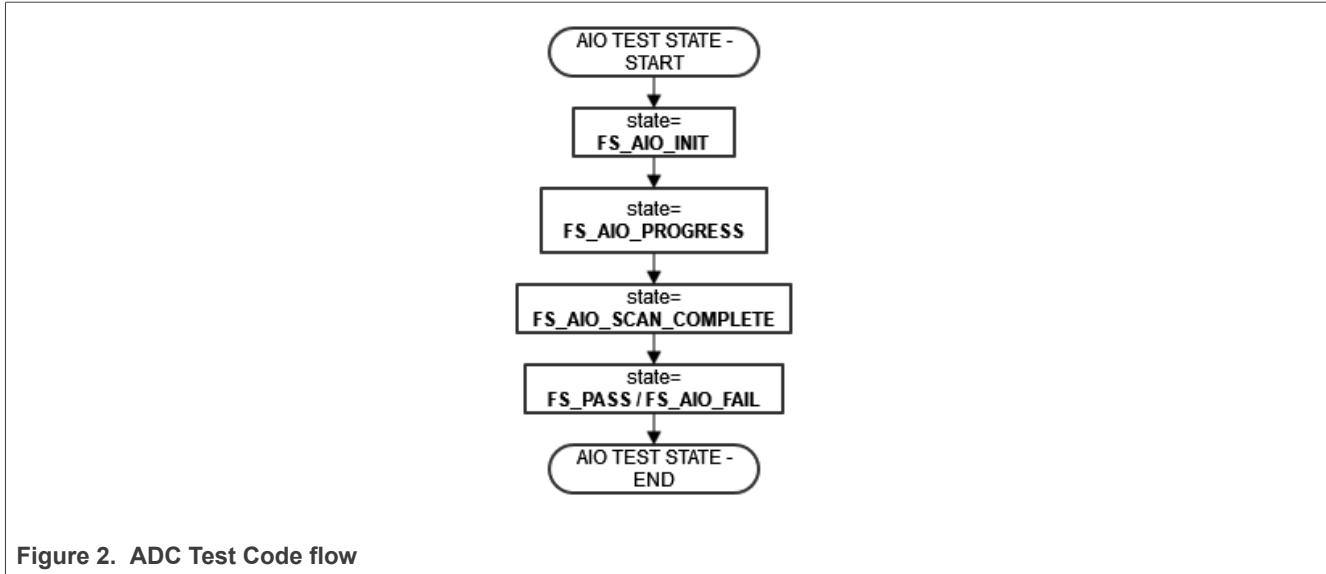 AIO TEST STATE -
START
state=
FS_AIO_INIT
state=
FS_AIO_PROGRESS
state=
FS_AIO_SCAN_COMPLETE
state=
FS_PASS / FS_AIO_FAIL
AIO TEST STATE -
END
Figure 2. ADC Test Code flow